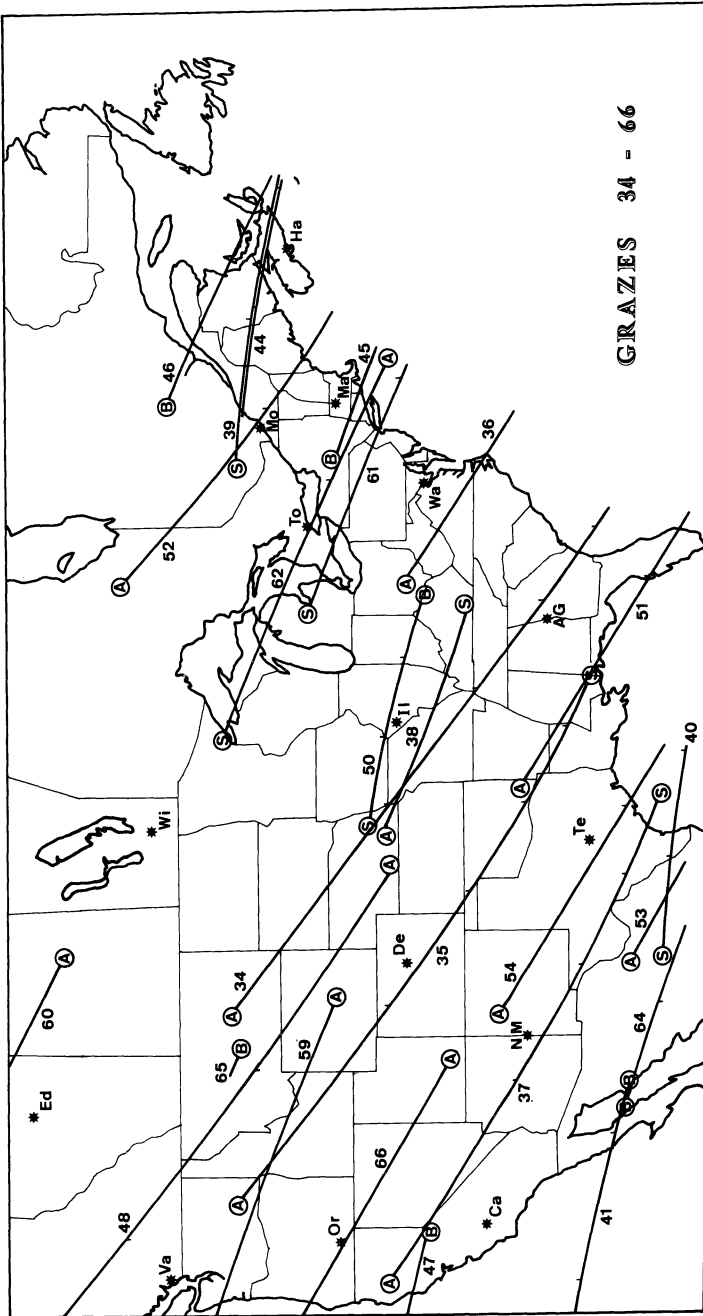 Ed
60
A
48
A
Va
Wi
52
B
46
62
65
S
39
A
A
34
B
S
44
Mo
To
Ha
59
S
Or
A
B
Ma
45
S
50
61
66
A
A
A
A
De
Il
A
38
B
47
B
Wa
35
A
S
36
Ca
A
54
NM
A
37
AG
Te
S
41
B
B
A
GRAZES 34 - 66
64
53
51
S
S
40